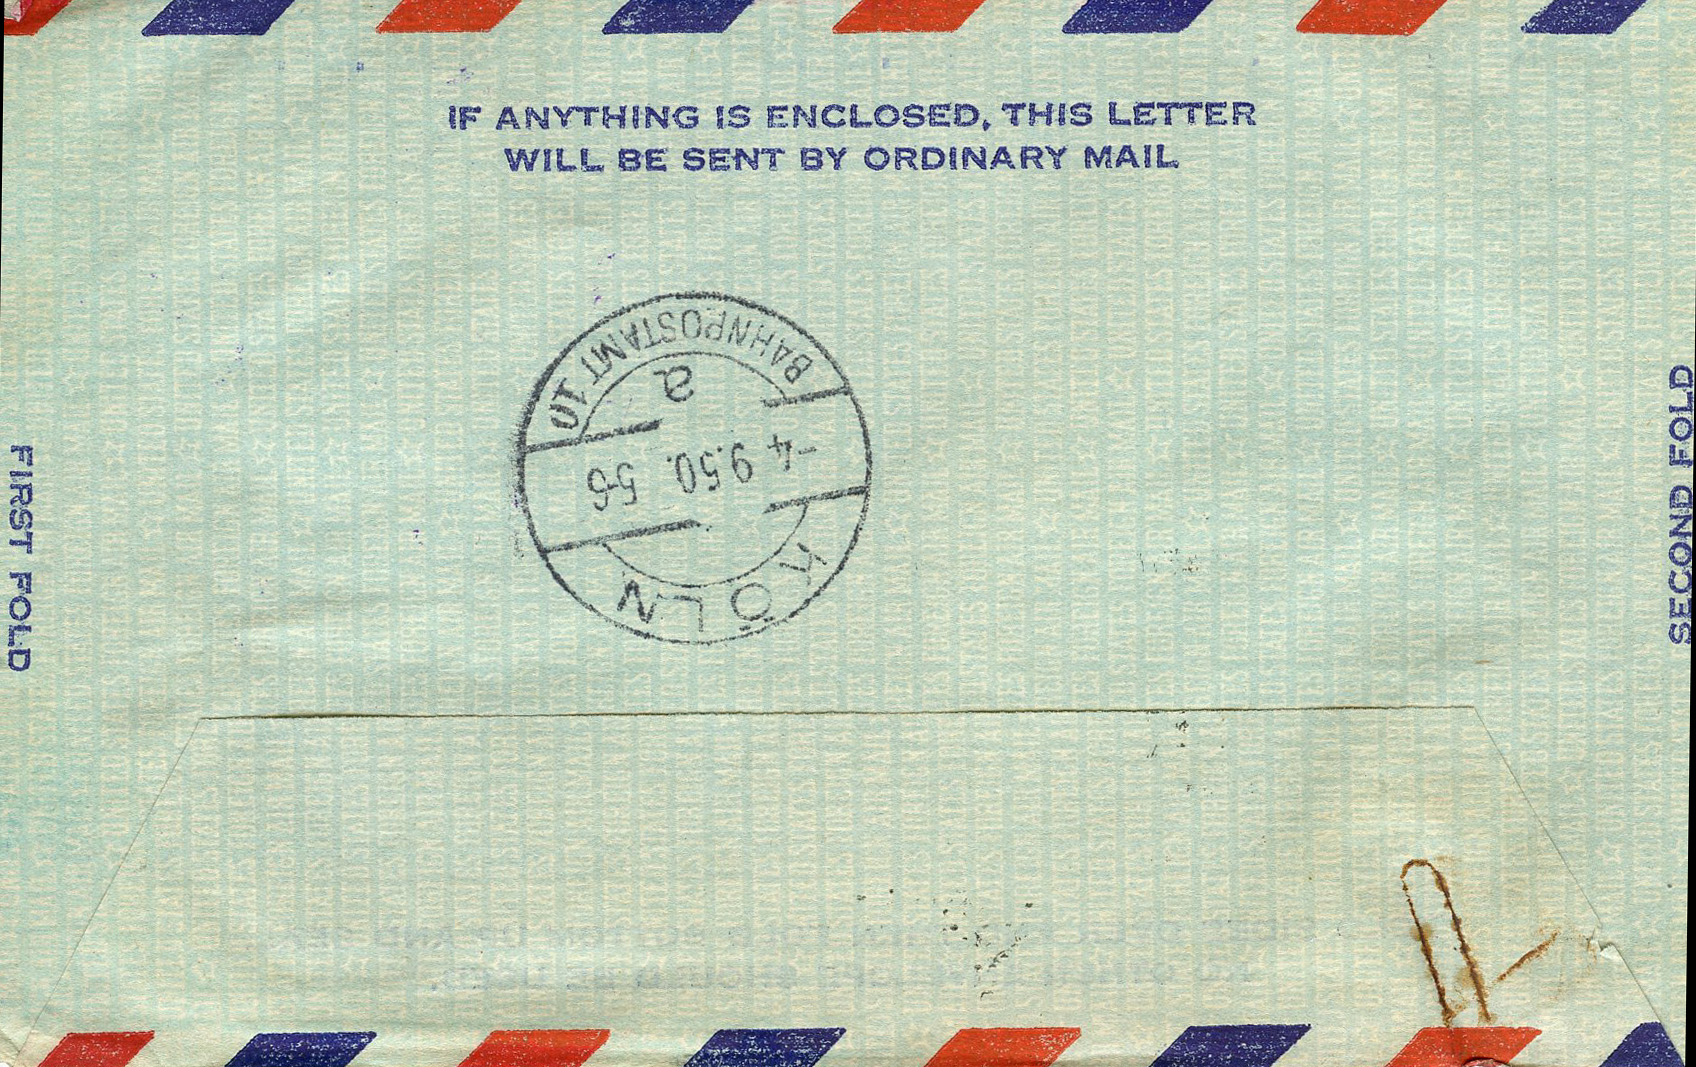 IF ANYTHING IS ENCLOSED, THIS LETTER
WILL BE SENT BY ORDINARY MAIL
KÖLN
-4.9.50. 5-6
a
BAHNPOSTAMT 10
FIRST FOLD
SECOND FOLD